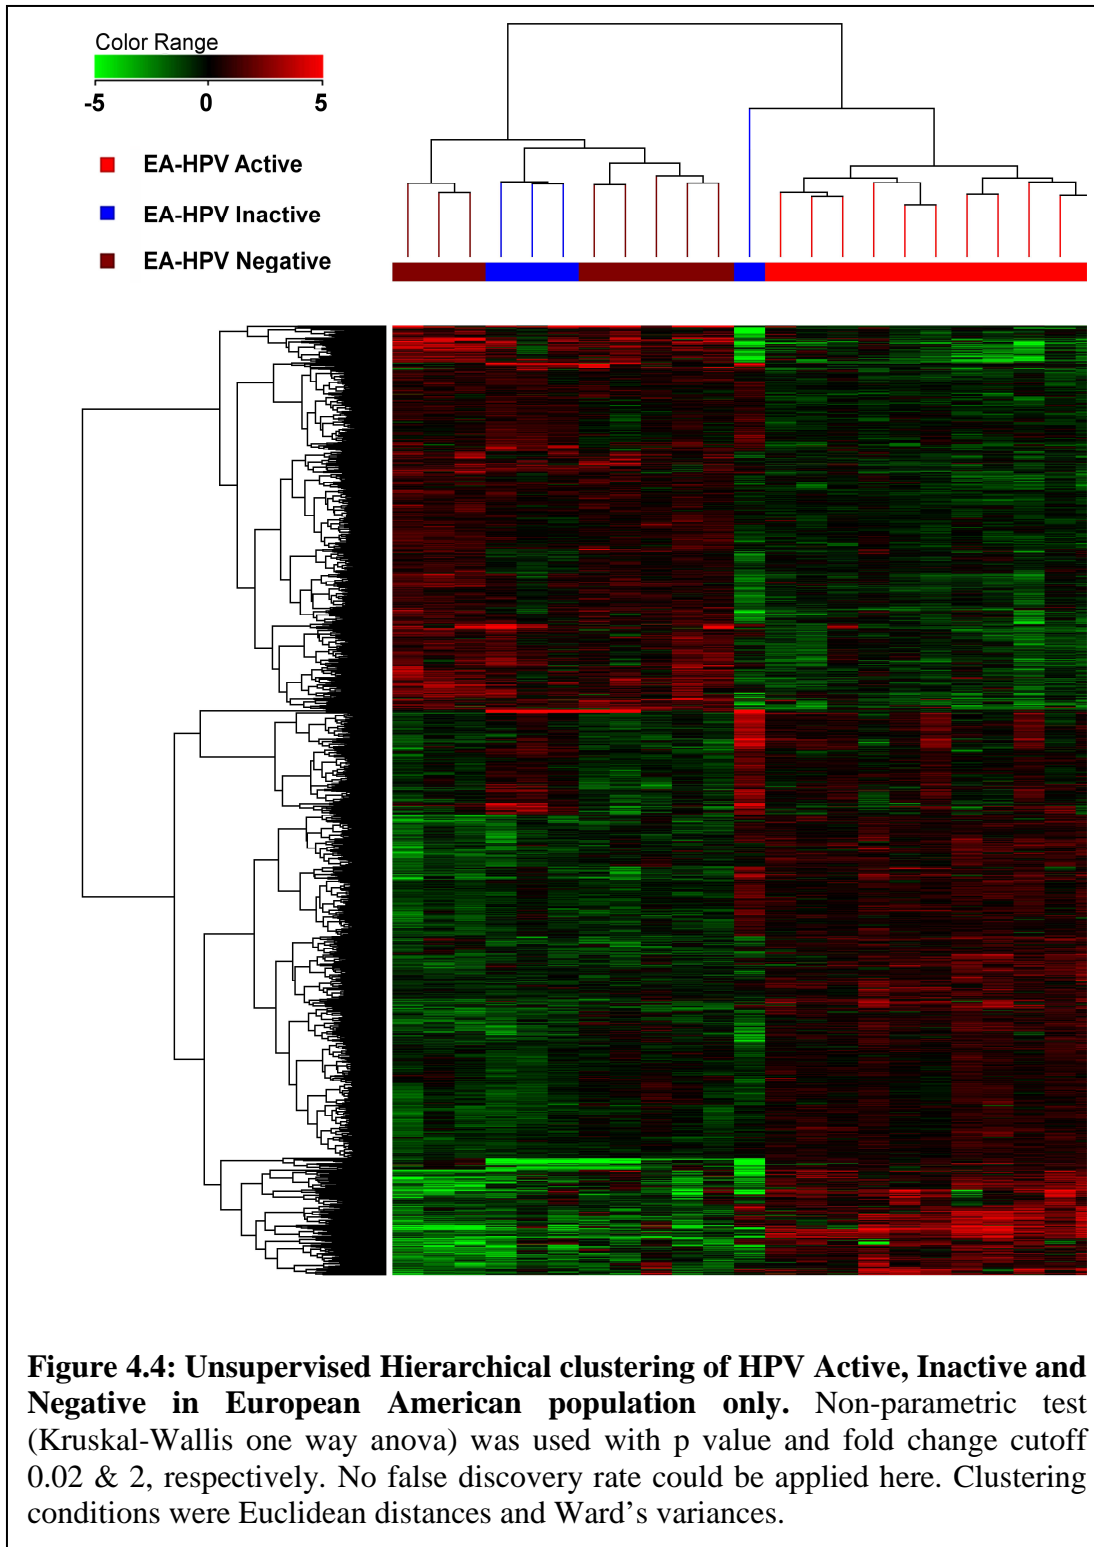 Color Range
-5 0 5
EA-HPV Active
EA-HPV Inactive
EA-HPV Negative
Figure 4.4: Unsupervised Hierarchical clustering of HPV Active, Inactive and
Negative in European American population only. Non-parametric test
(Kruskal-Wallis one way anova) was used with p value and fold change cutoff
0.02 & 2, respectively. No false discovery rate could be applied here. Clustering
conditions were Euclidean distances and Ward’s variances.